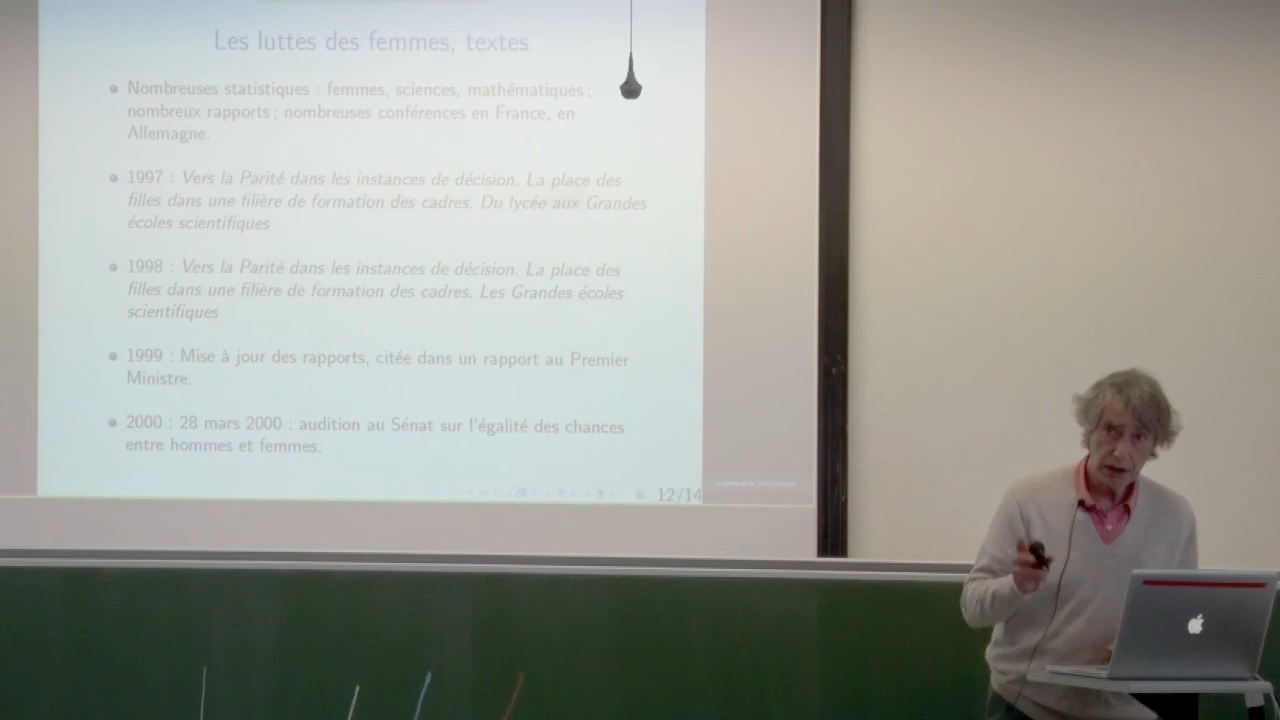 Les luttes des femmes, textes
Nombreuses statistiques : femmes, sciences, mathématiques ;
nombreux rapports ; nombreuses conférences en France, en
Allemagne.
1997 : Vers la Parité dans les instances de décision. La place des
filles dans une filière de formation des cadres. Du lycée aux Grandes
écoles scientifiques
1998 : Vers la Parité dans les instances de décision. La place des
filles dans une filière de formation des cadres. Les Grandes écoles
scientifiques
1999 : Mise à jour des rapports, citée dans un rapport au Premier
Ministre.
2000 : 28 mars 2000 : audition au Sénat sur l'égalité des chances
entre hommes et femmes.
12/14